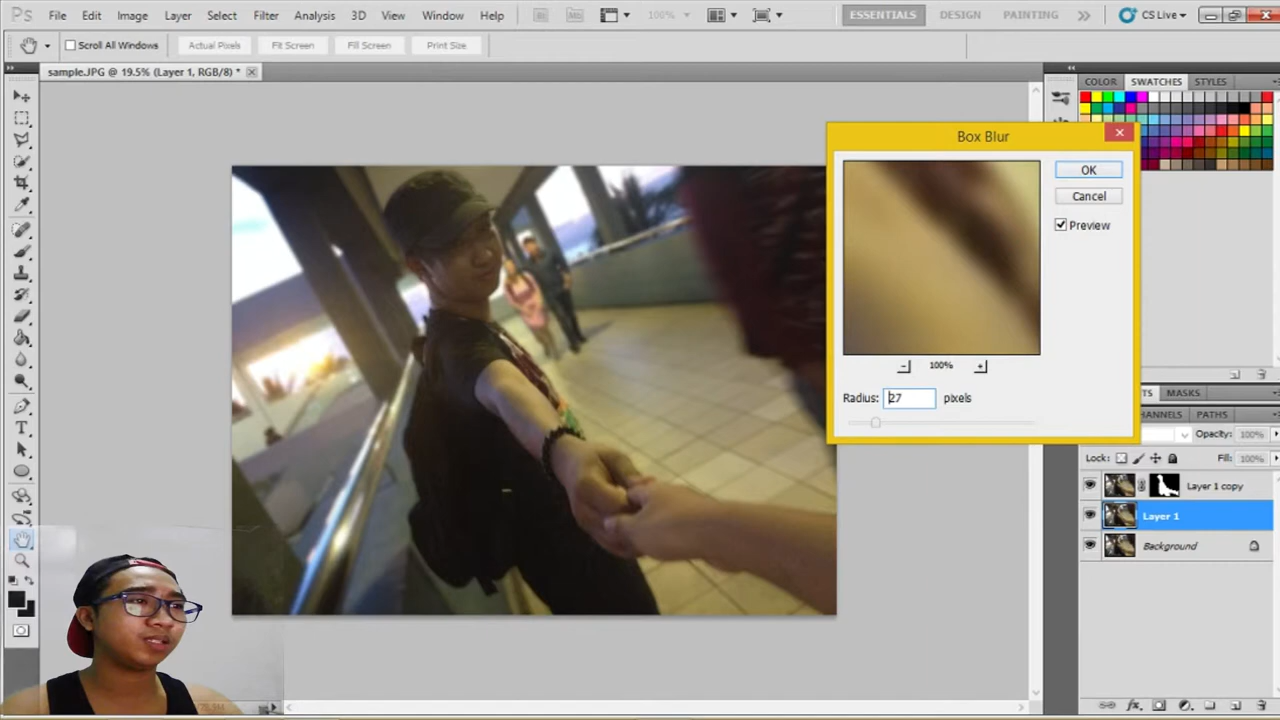 Ps File Edit Image Layer Select Filter Analysis 3D View Window Help Br Mb 100% ESSENTIALS DESIGN PAINTING CS Live
Scroll All Windows Actual Pixels Fit Screen Fill Screen Print Size
sample.JPG @ 19.5% (Layer 1, RGB/8) *
COLOR SWATCHES STYLES
Box Blur
OK
Cancel
Preview
100%
Radius: 27 pixels
MASKS
PATHS
Opacity: 100%
Lock: Fill: 100%
Layer 1 copy
Layer 1
Background